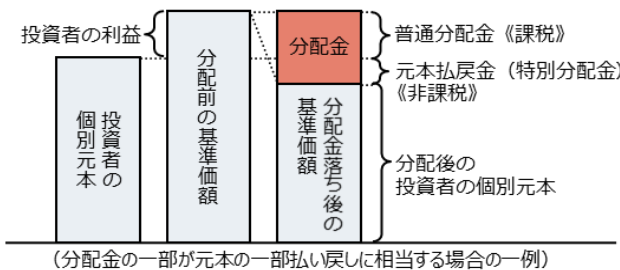 投資者の利益
投資者の
個別元本
分配前の基準価額
分配金
分配金落ち後の
基準価額
普通分配金《課税》
元本払戻金（特別分配金）
《非課税》
分配後の
投資者の個別元本
（分配金の一部が元本の一部払い戻しに相当する場合の一例）